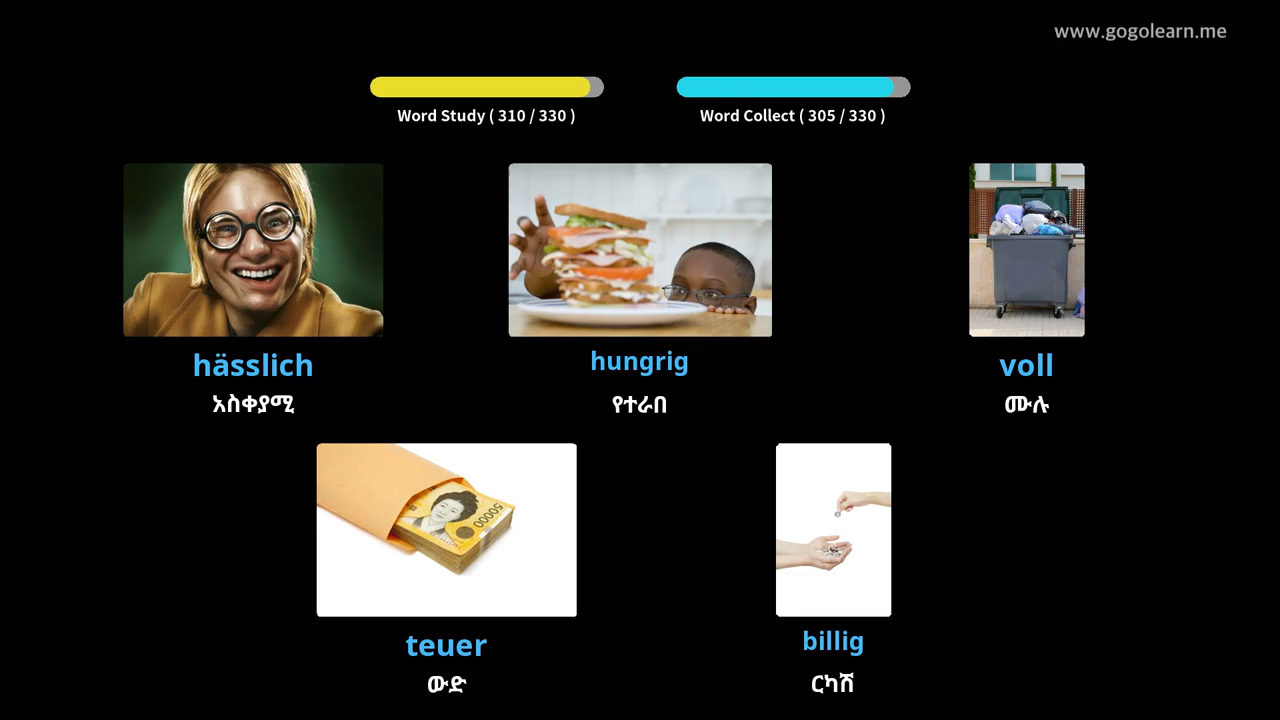 www.gogolearn.me
Word Study ( 310 / 330 )
Word Collect ( 305 / 330 )
hässlich
አስቀያሚ
hungrig
የተራበ
voll
ሙሉ
50000
teuer
ውድ
billig
ርካሽ